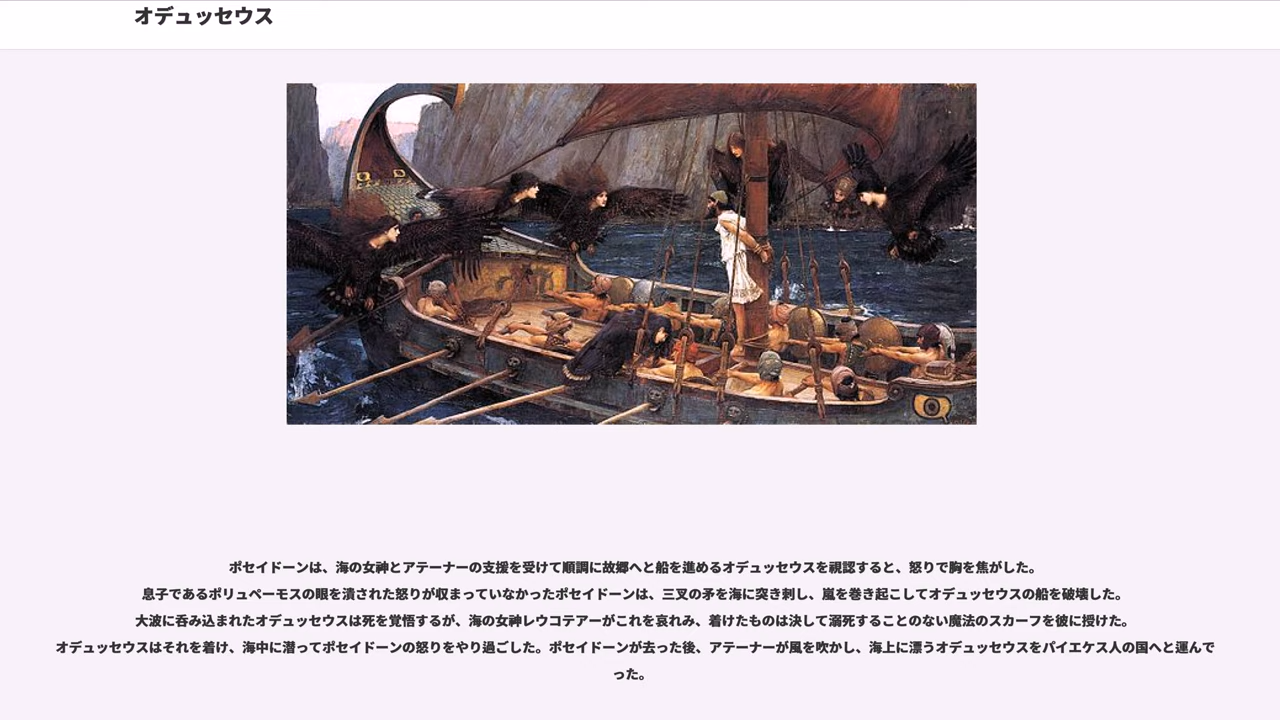 オデュッセウス
ポセイドーンは、海の女神とアテーナーの支援を受けて順調に故郷へと船を進めるオデュッセウスを視認すると、怒りで胸を焦がした。
息子であるポリュペーモスの眼を潰された怒りが収まっていなかったポセイドーンは、三叉の矛を海に突き刺し、嵐を巻き起こしてオデュッセウスの船を破壊した。
大波に呑み込まれたオデュッセウスは死を覚悟するが、海の女神レウコテアーがこれを哀れみ、着けたものは決して溺死することのない魔法のスカーフを彼に授けた。
オデュッセウスはそれを着け、海中に潜ってポセイドーンの怒りをやり過ごした。ポセイドーンが去った後、アテーナーが風を吹かし、海上に漂うオデュッセウスをパイエケス人の国へと運んで
った。